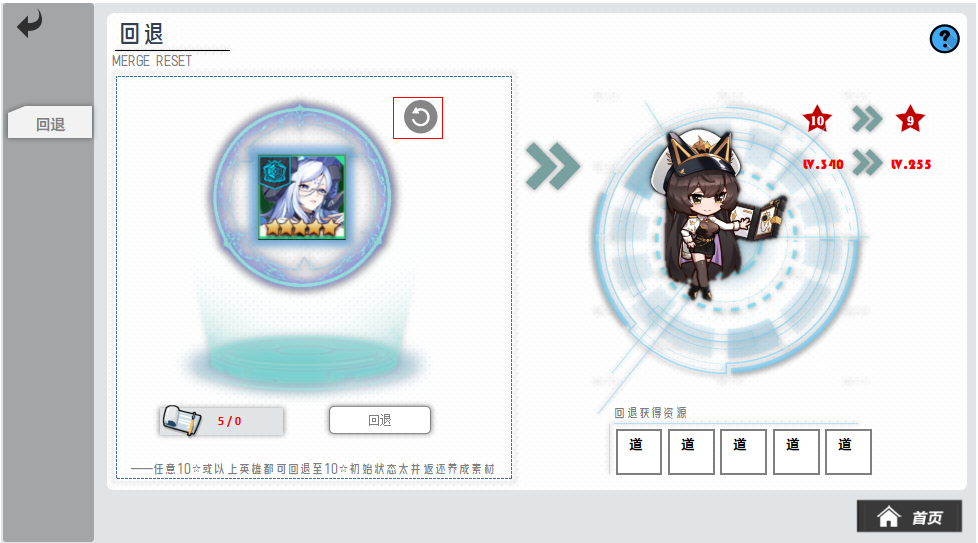 回退
回退
MERGE RESET
?
10
9
LV.340
LV.255
5/0
回退
——任意10☆或以上英雄都可回退至10☆初始状态太并返还养成素材
回退获得资源
道
道
道
道
道
首页